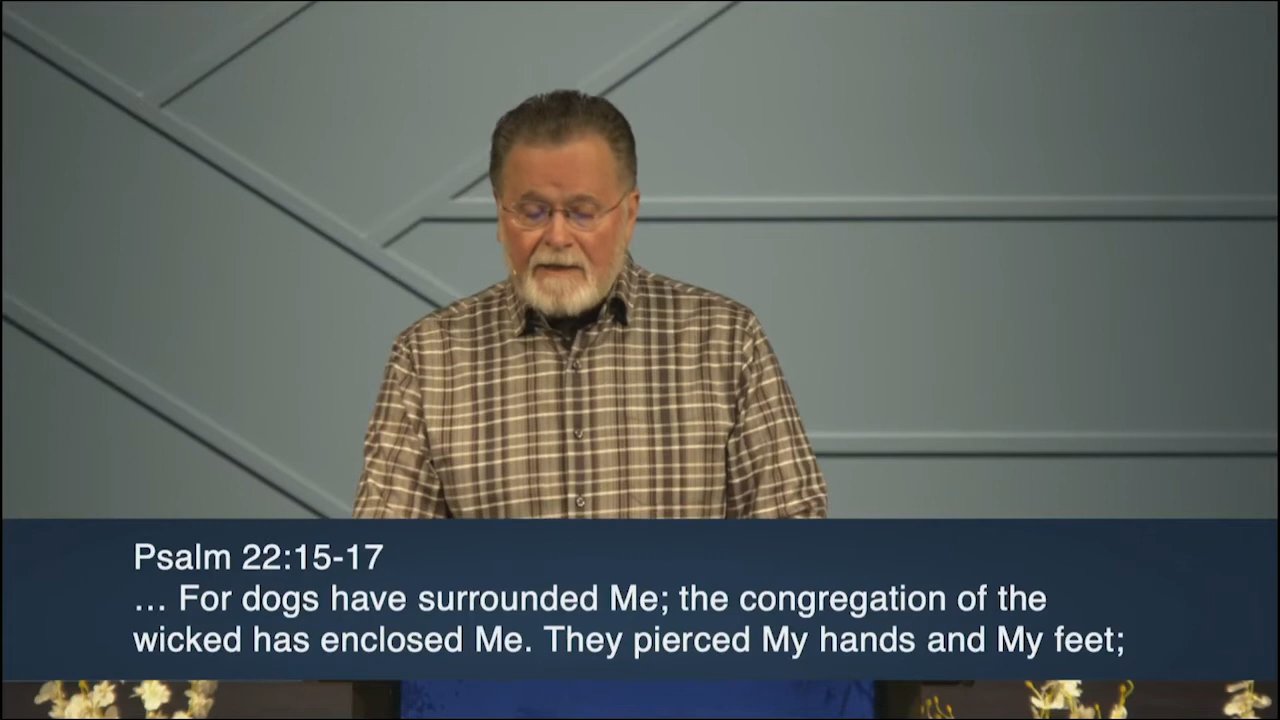 Psalm 22:15-17
… For dogs have surrounded Me; the congregation of the
wicked has enclosed Me. They pierced My hands and My feet;